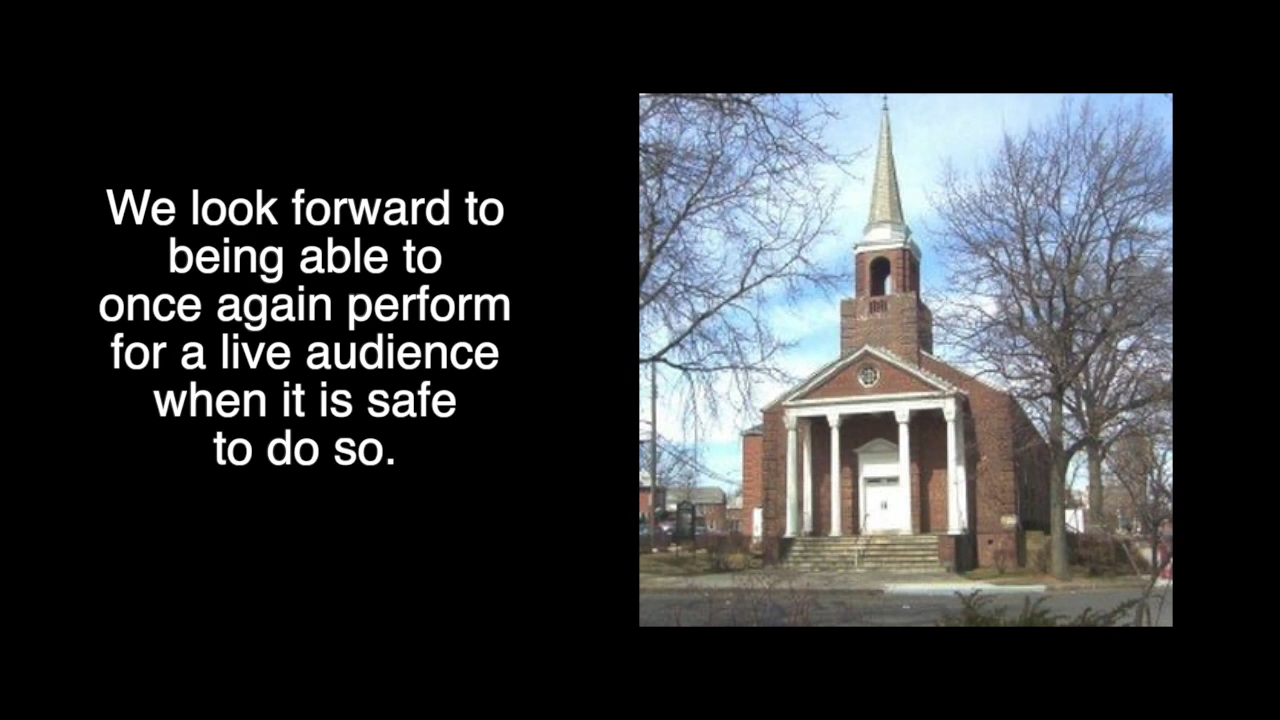 We look forward to
being able to
once again perform
for a live audience
when it is safe
to do so.